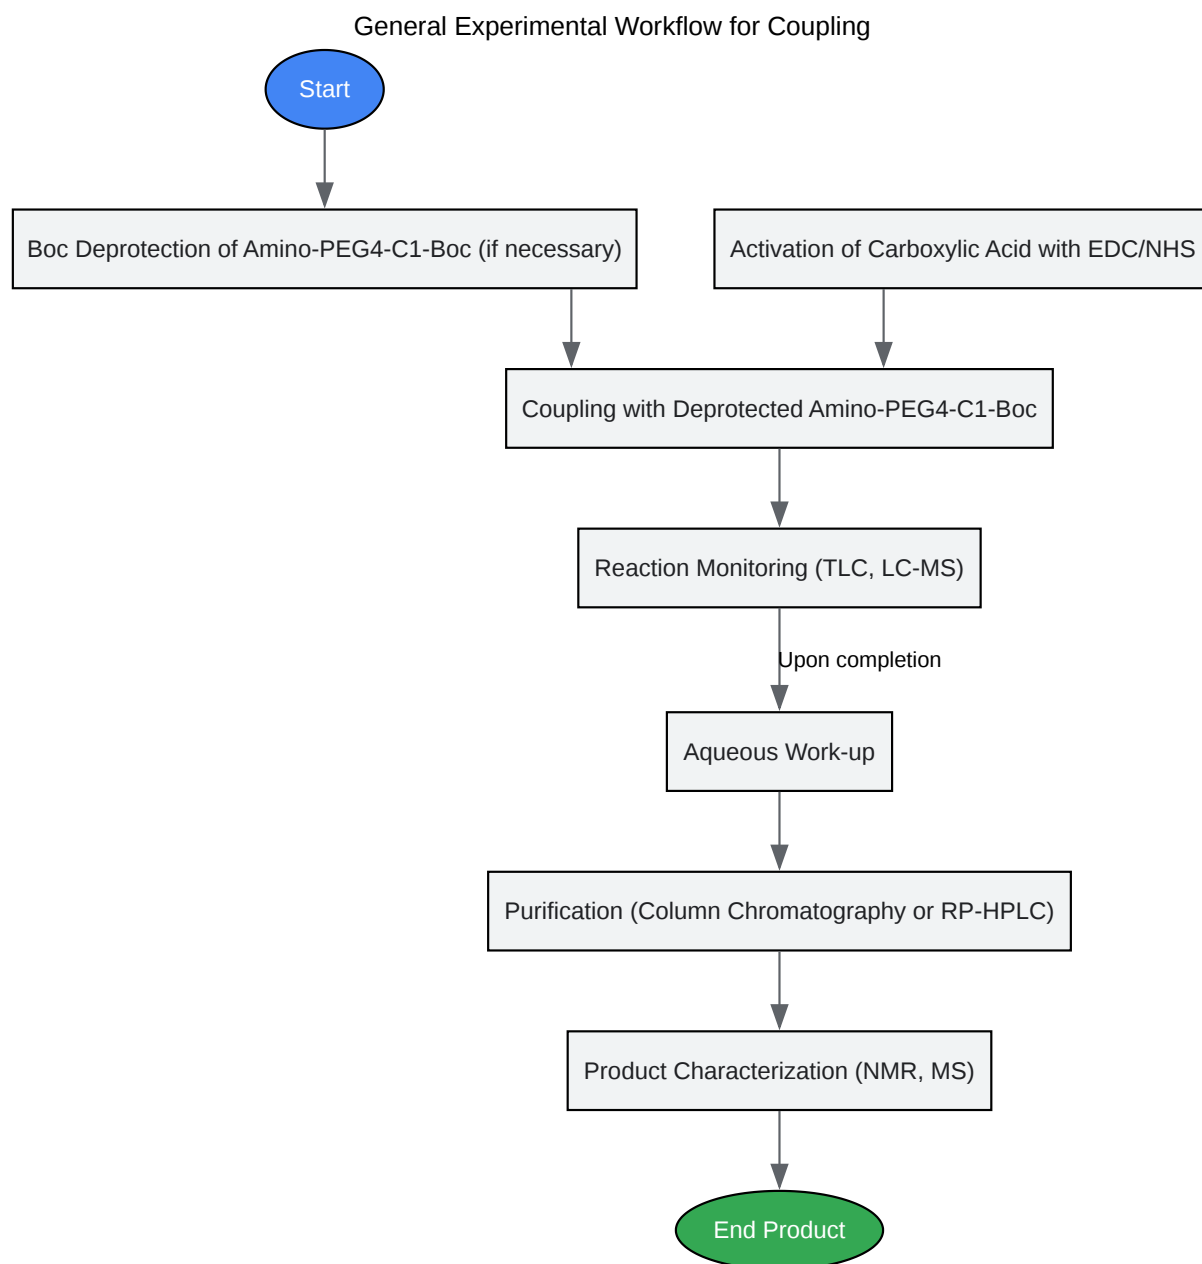 General Experimental Workflow for Coupling
Start
Boc Deprotection of Amino-PEG4-C1-Boc (if necessary)
Activation of Carboxylic Acid with EDC/NHS
Coupling with Deprotected Amino-PEG4-C1-Boc
Reaction Monitoring (TLC, LC-MS)
Upon completion
Aqueous Work-up
Purification (Column Chromatography or RP-HPLC)
Product Characterization (NMR, MS)
End Product